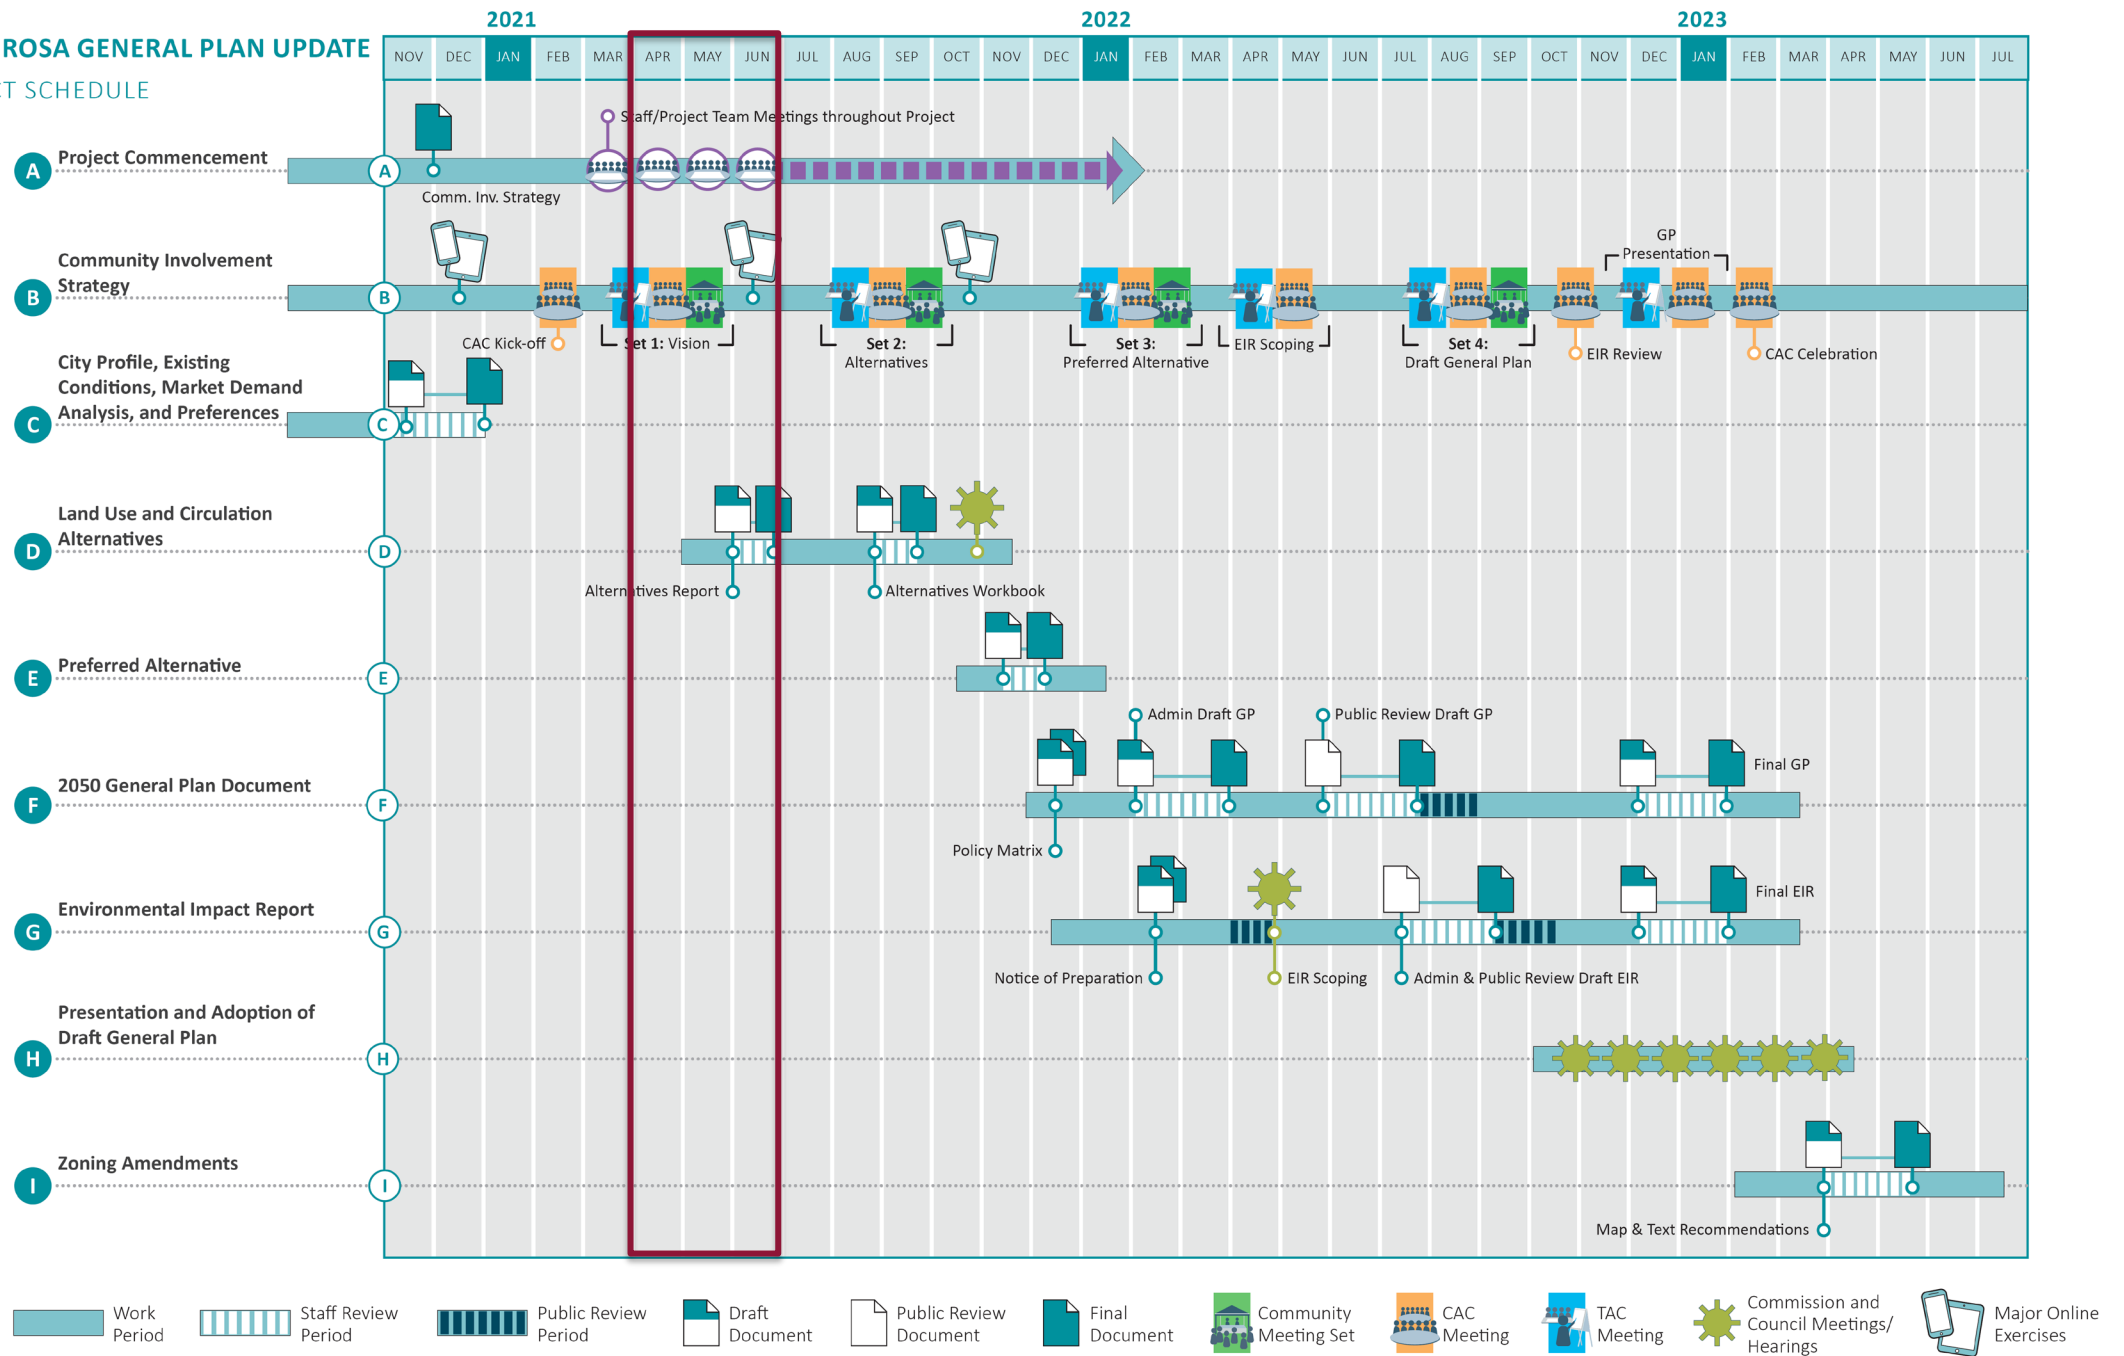 2021 2022 2023
ROSA GENERAL PLAN UPDATE
CT SCHEDULE
NOV DEC JAN FEB MAR APR MAY JUN JUL AUG SEP OCT NOV DEC JAN FEB MAR APR MAY JUN JUL AUG SEP OCT NOV DEC JAN FEB MAR APR MAY JUN JUL
Staff/Project Team Meetings throughout Project
A Project Commencement A
Comm. Inv. Strategy
B Community Involvement
Strategy B
GP
Presentation
CAC Kick-off
Set 1: Vision
Set 2:
Alternatives
Set 3:
Preferred Alternative
EIR Scoping
Set 4:
Draft General Plan
EIR Review
CAC Celebration
C City Profile, Existing
Conditions, Market Demand
Analysis, and Preferences C
D Land Use and Circulation
Alternatives D
Alternatives Report
Alternatives Workbook
E Preferred Alternative E
Admin Draft GP
Public Review Draft GP
F 2050 General Plan Document F
Final GP
Policy Matrix
G Environmental Impact Report G
Final EIR
Notice of Preparation
EIR Scoping
Admin & Public Review Draft EIR
H Presentation and Adoption of
Draft General Plan H
I Zoning Amendments I
Map & Text Recommendations
Work
Period
Staff Review
Period
Public Review
Period
Draft
Document
Public Review
Document
Final
Document
Community
Meeting Set
CAC
Meeting
TAC
Meeting
Commission and
Council Meetings/
Hearings
Major Online
Exercises